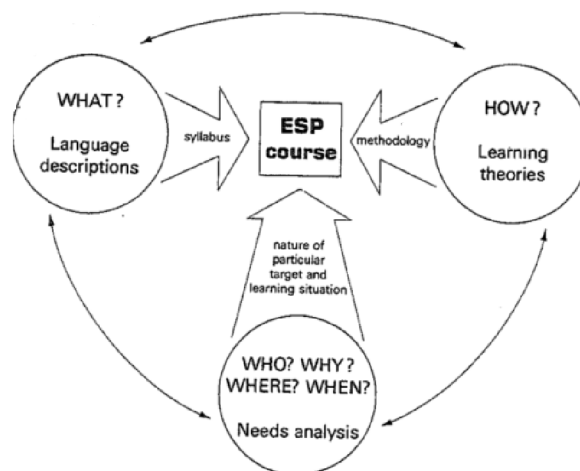 WHAT?
Language
descriptions
syllabus
ESP
course
methodology
HOW?
Learning
theories
nature of
particular
target and
learning situation
WHO? WHY?
WHERE? WHEN?
Needs analysis